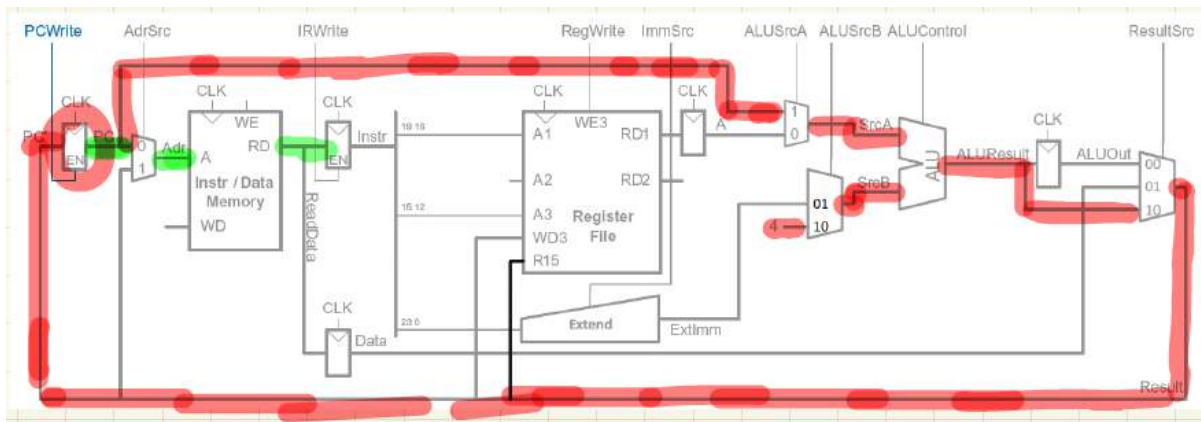 PCWrite AdrSrc IRWrite RegWrite ImmSrc ALUSrcA ALUSrcB ALUControl ResultSrc
CLK CLK CLK CLK CLK CLK
PC' PC EN 0 1 Adr A WE RD EN Instr 19 16 A1 WE3 RD1 A 1 0 SrcA ALU ALUResult ALUOut 00 01 10
Instr / Data
Memory
WD ReadData
A2 RD2 SrcB 01 10 4
15 12 A3 Register
File
WD3
R15
CLK 23 0 Extend ExtImm
Data
Result